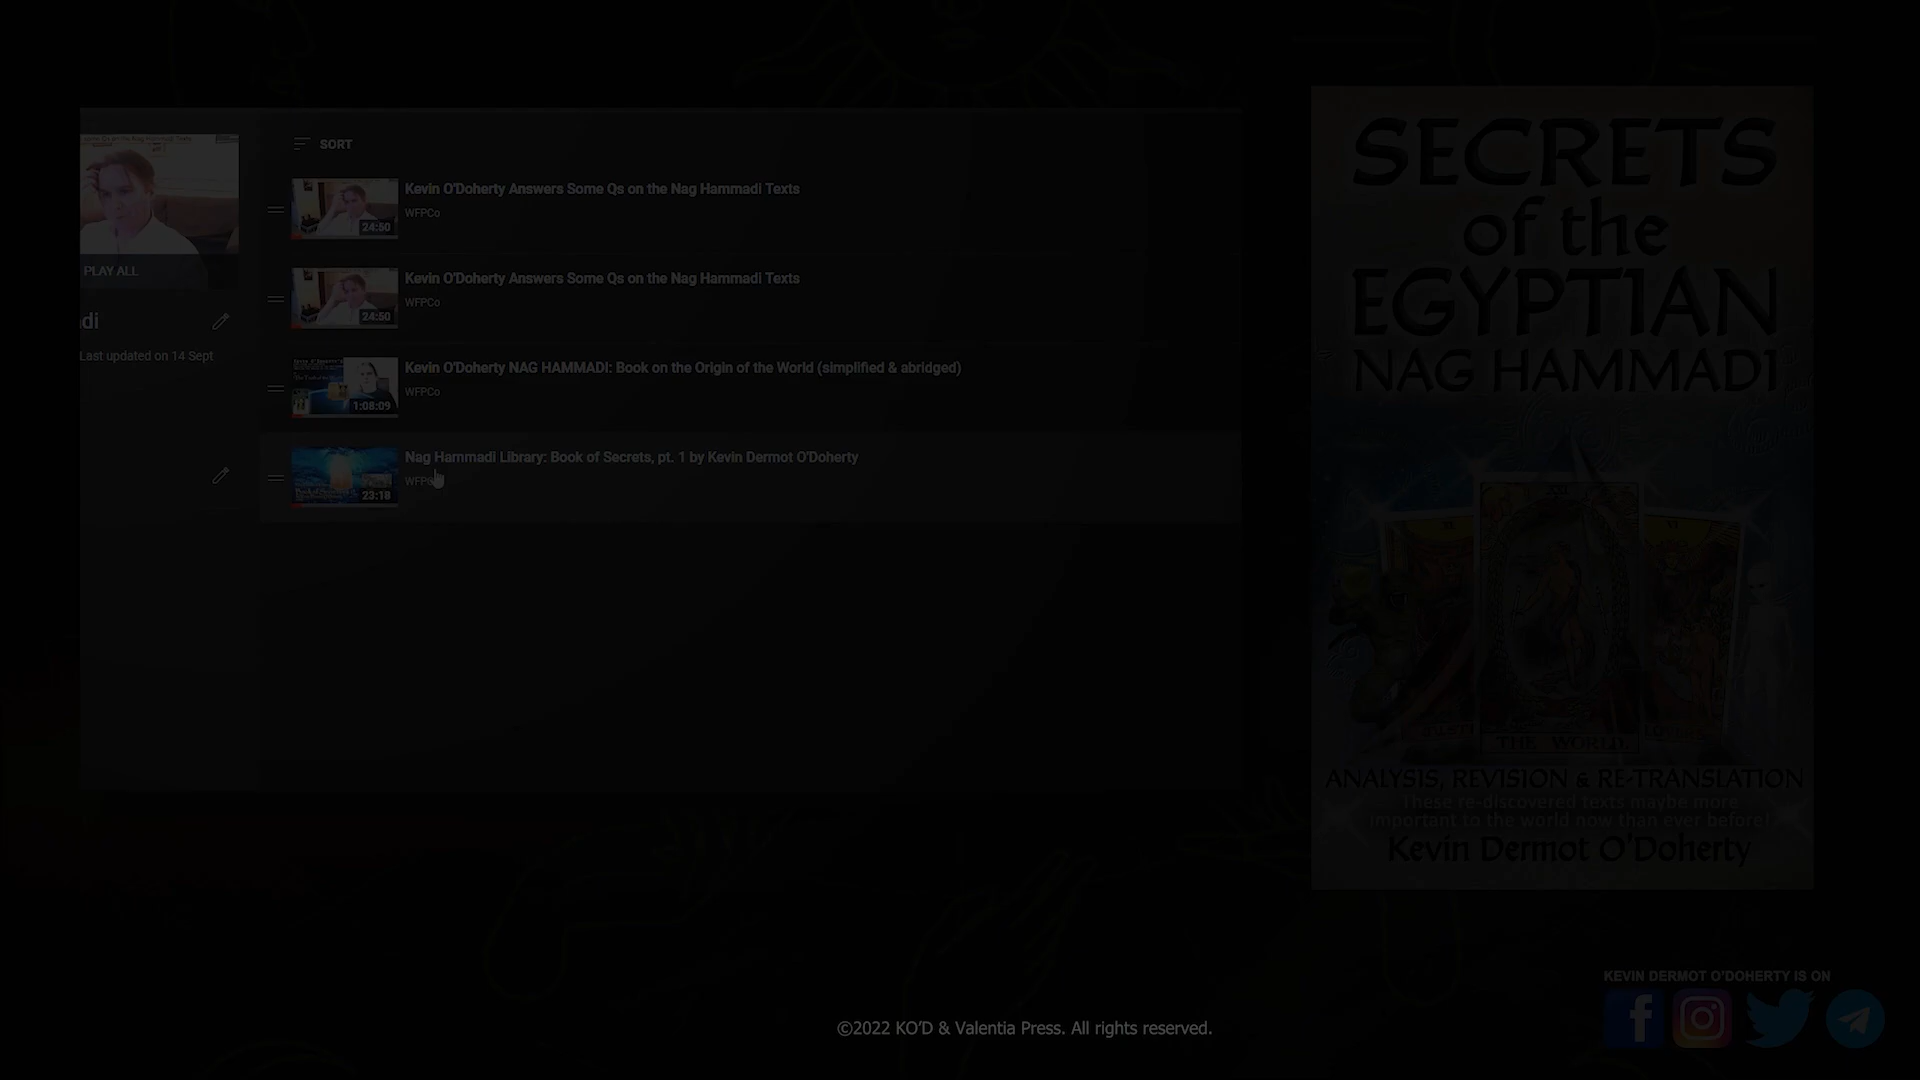 SORT
Kevin O'Doherty Answers Some Qs on the Nag Hammadi Texts
WFPCo
24:50
PLAY ALL
Kevin O'Doherty Answers Some Qs on the Nag Hammadi Texts
WFPCo
24:50
di
Last updated on 14 Sept
Kevin O'Doherty NAG HAMMADI: Book on the Origin of the World (simplified & abridged)
WFPCo
1:08:09
Nag Hammadi Library: Book of Secrets, pt. 1 by Kevin Dermot O'Doherty
23:18
SECRETS
of the
EGYPTIAN
NAG HAMMADI
XXI
VI
THE WORLD.
ANALYSIS, REVISION & RE-TRANSLATION
These re-discovered texts maybe more
important to the world now than ever before!
Kevin Dermot O'Doherty
KEVIN DERMOT O'DOHERTY IS ON
©2022 KO'D & Valentia Press. All rights reserved.